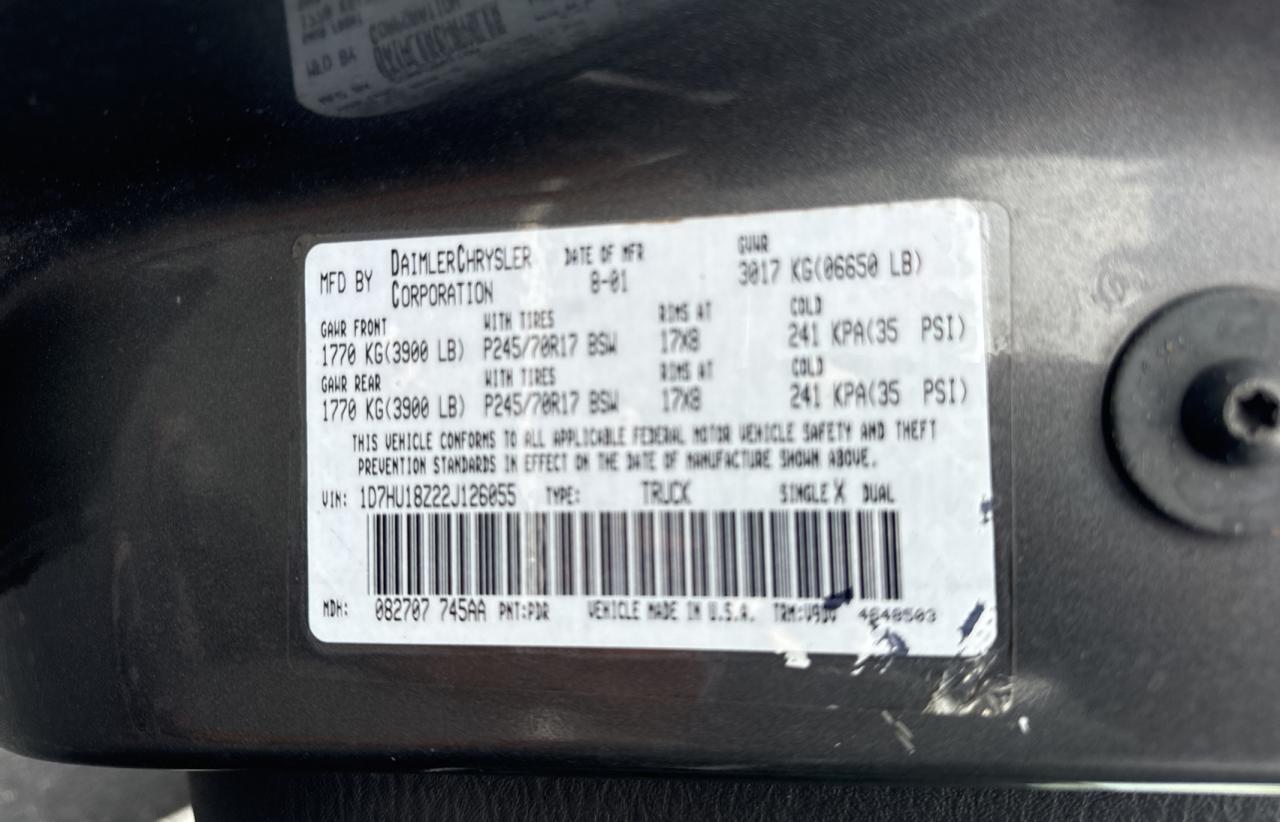 MFD BY DAIMLERCHRYSLER CORPORATION DATE OF MFR 8-01 GVWR 3017 KG(06650 LB)
GAWR FRONT WITH TIRES RIMS AT COLD
1770 KG(3900 LB) P245/70R17 BSW 17X8 241 KPA(35 PSI)
GAWR REAR WITH TIRES RIMS AT COLD
1770 KG(3900 LB) P245/70R17 BSW 17X8 241 KPA(35 PSI)
THIS VEHICLE CONFORMS TO ALL APPLICABLE FEDERAL MOTOR VEHICLE SAFETY AND THEFT
PREVENTION STANDARDS IN EFFECT ON THE DATE OF MANUFACTURE SHOWN ABOVE.
VIN: 1D7HU18Z22J126055 TYPE: TRUCK SINGLE X DUAL
MDH: 082707 745AA PNT:PDR VEHICLE MADE IN U.S.A. 4648503